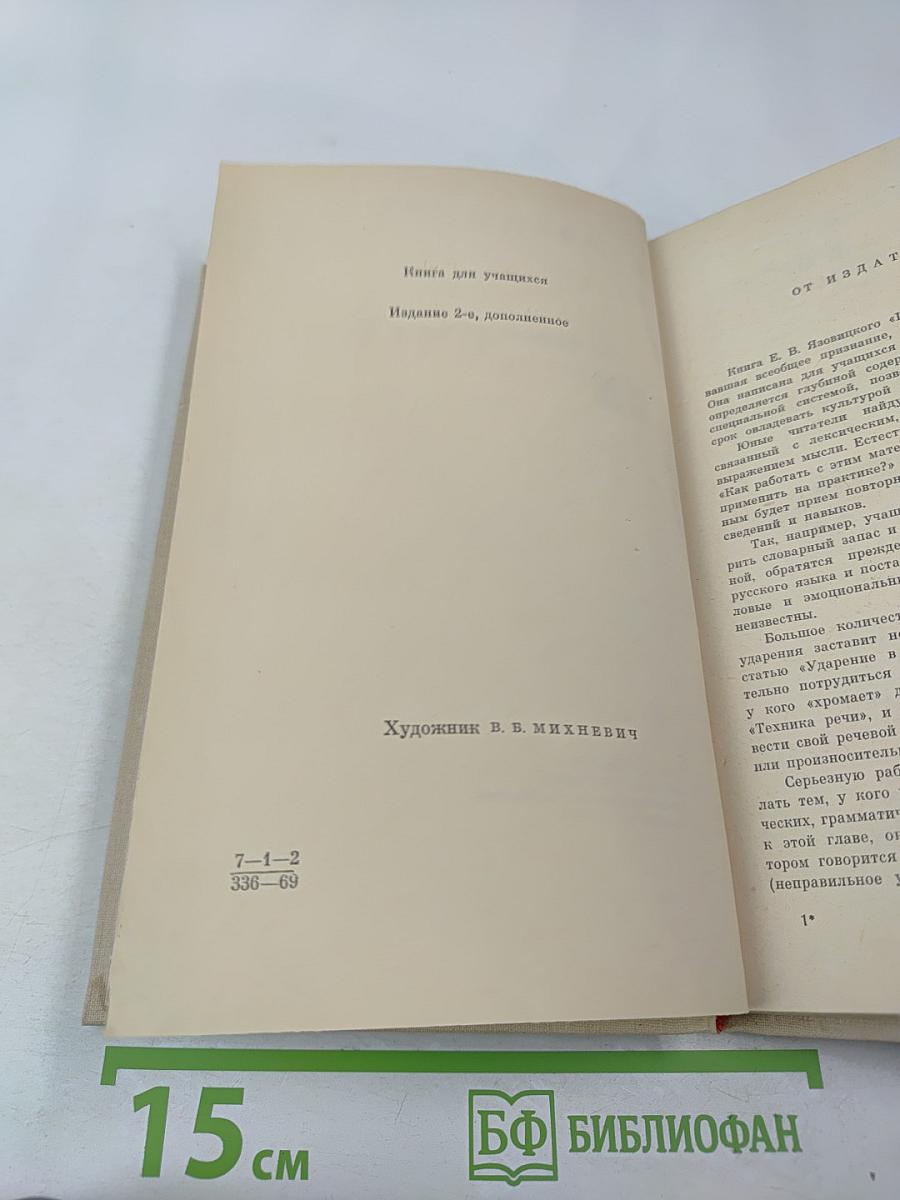 Книга для учащихся
Издание 2-е, дополненное
Художник В. Б. МИХНЕВИЧ
7—1—2
336—69
ОТ ИЗДАТ
Книга Е. В. Язовицкого «
вавшая всеобщее признание,
Она написана для учащихся
определяется глубиной содер
специальной системой, позв
срок овладевать культурой
Юные читатели найду
связанный с лексическим,
выражением мысли. Естест
«Как работать с этим мате
применить на практике?»
ным будет прием повторн
сведений и навыков.
Так, например, учащ
рить словарный запас и
ной, обратятся прежде
русского языка и поста
ловые и эмоциональн
неизвестны.
Большое количест
ударения заставит не
статью «Ударение в
тельно потрудиться
у кого «хромает» д
«Техника речи», и
вести свой речевой
или произносительн
Серьезную раб
лать тем, у кого
ческих, грамматич
к этой главе, он
тором говорится
(неправильное у
1*
15 см
БФ БИБЛИОФАН